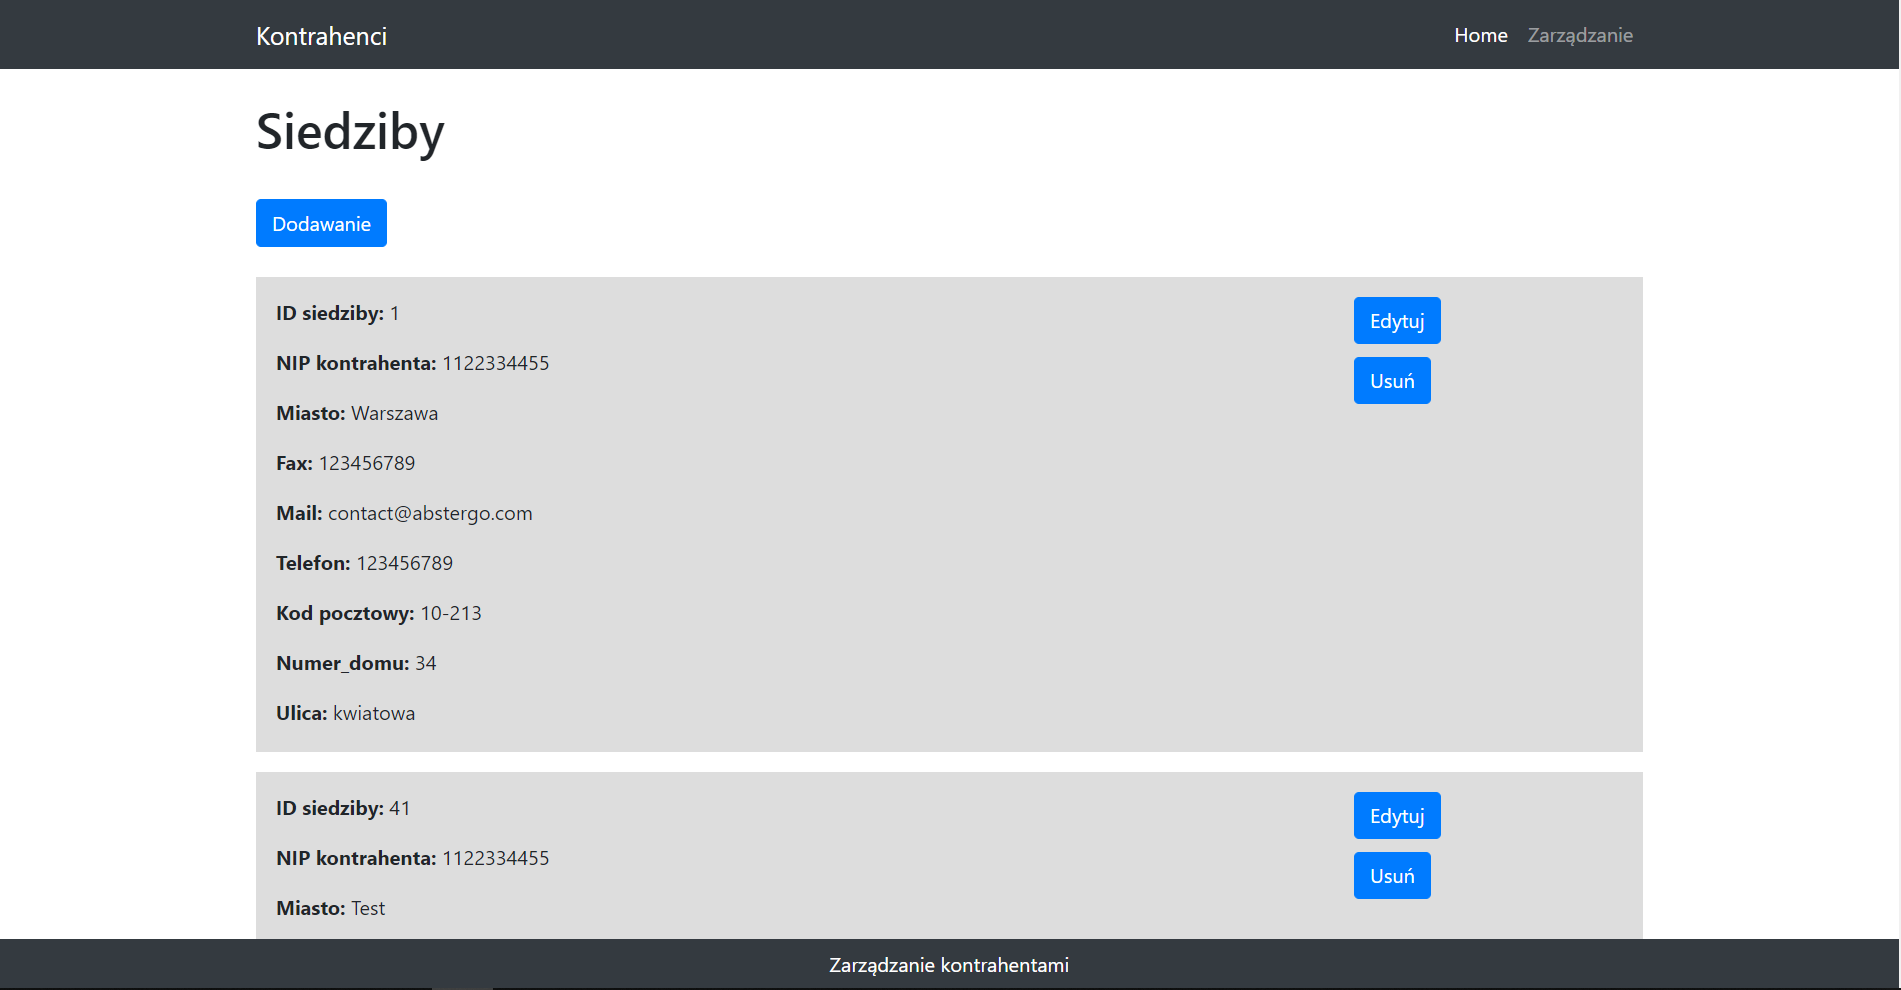 Kontrahenci
Home Zarządzanie
Siedziby
Dodawanie
ID siedziby: 1
Edytuj
NIP kontrahenta: 1122334455
Usuń
Miasto: Warszawa
Fax: 123456789
Mail: contact@abstergo.com
Telefon: 123456789
Kod pocztowy: 10-213
Numer_domu: 34
Ulica: kwiatowa
ID siedziby: 41
Edytuj
NIP kontrahenta: 1122334455
Usuń
Miasto: Test
Zarządzanie kontrahentami